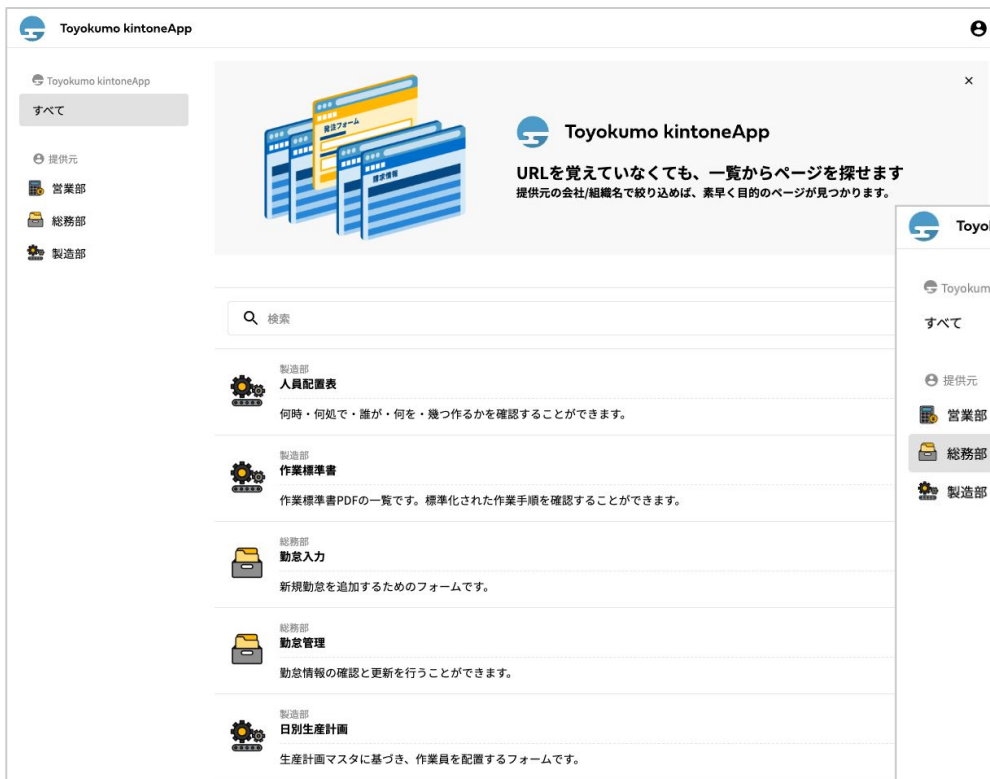 Toyokumo kintoneApp
Toyokumo kintoneApp
すべて
提供元
営業部
総務部
製造部
発注フォーム
請求情報
Toyokumo kintoneApp
URLを覚えていなくても、一覧からページを探せます
提供元の会社/組織名で絞り込めば、素早く目的のページが見つかります。
検索
製造部
人員配置表
何時・何処で・誰が・何を・幾つ作るかを確認することができます。
製造部
作業標準書
作業標準書PDFの一覧です。標準化された作業手順を確認することができます。
総務部
勤怠入力
新規勤怠を追加するためのフォームです。
総務部
勤怠管理
勤怠情報の確認と更新を行うことができます。
製造部
日別生産計画
生産計画マスタに基づき、作業員を配置するフォームです。
Toyo
Toyokum
すべて
提供元
営業部
総務部
製造部